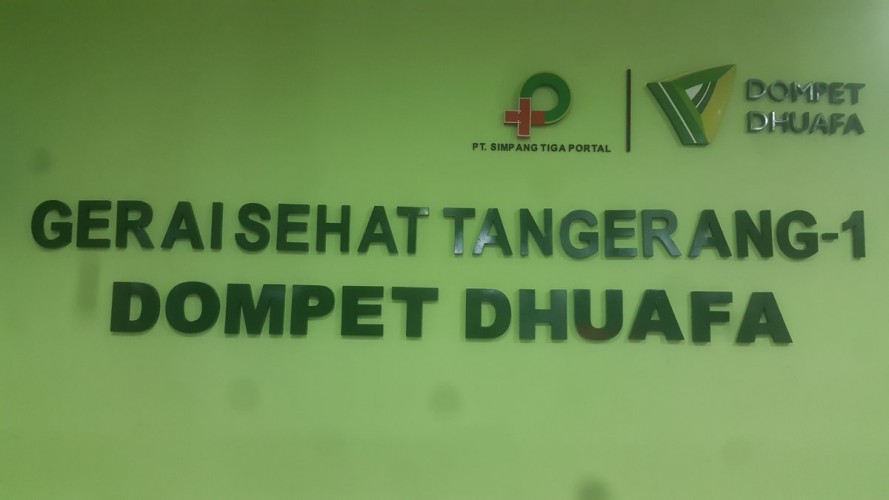 PT. SIMPANG TIGA PORTAL
DOMPET
DHUAFA
GERAI SEHAT TANGERANG-1
DOMPET DHUAFA